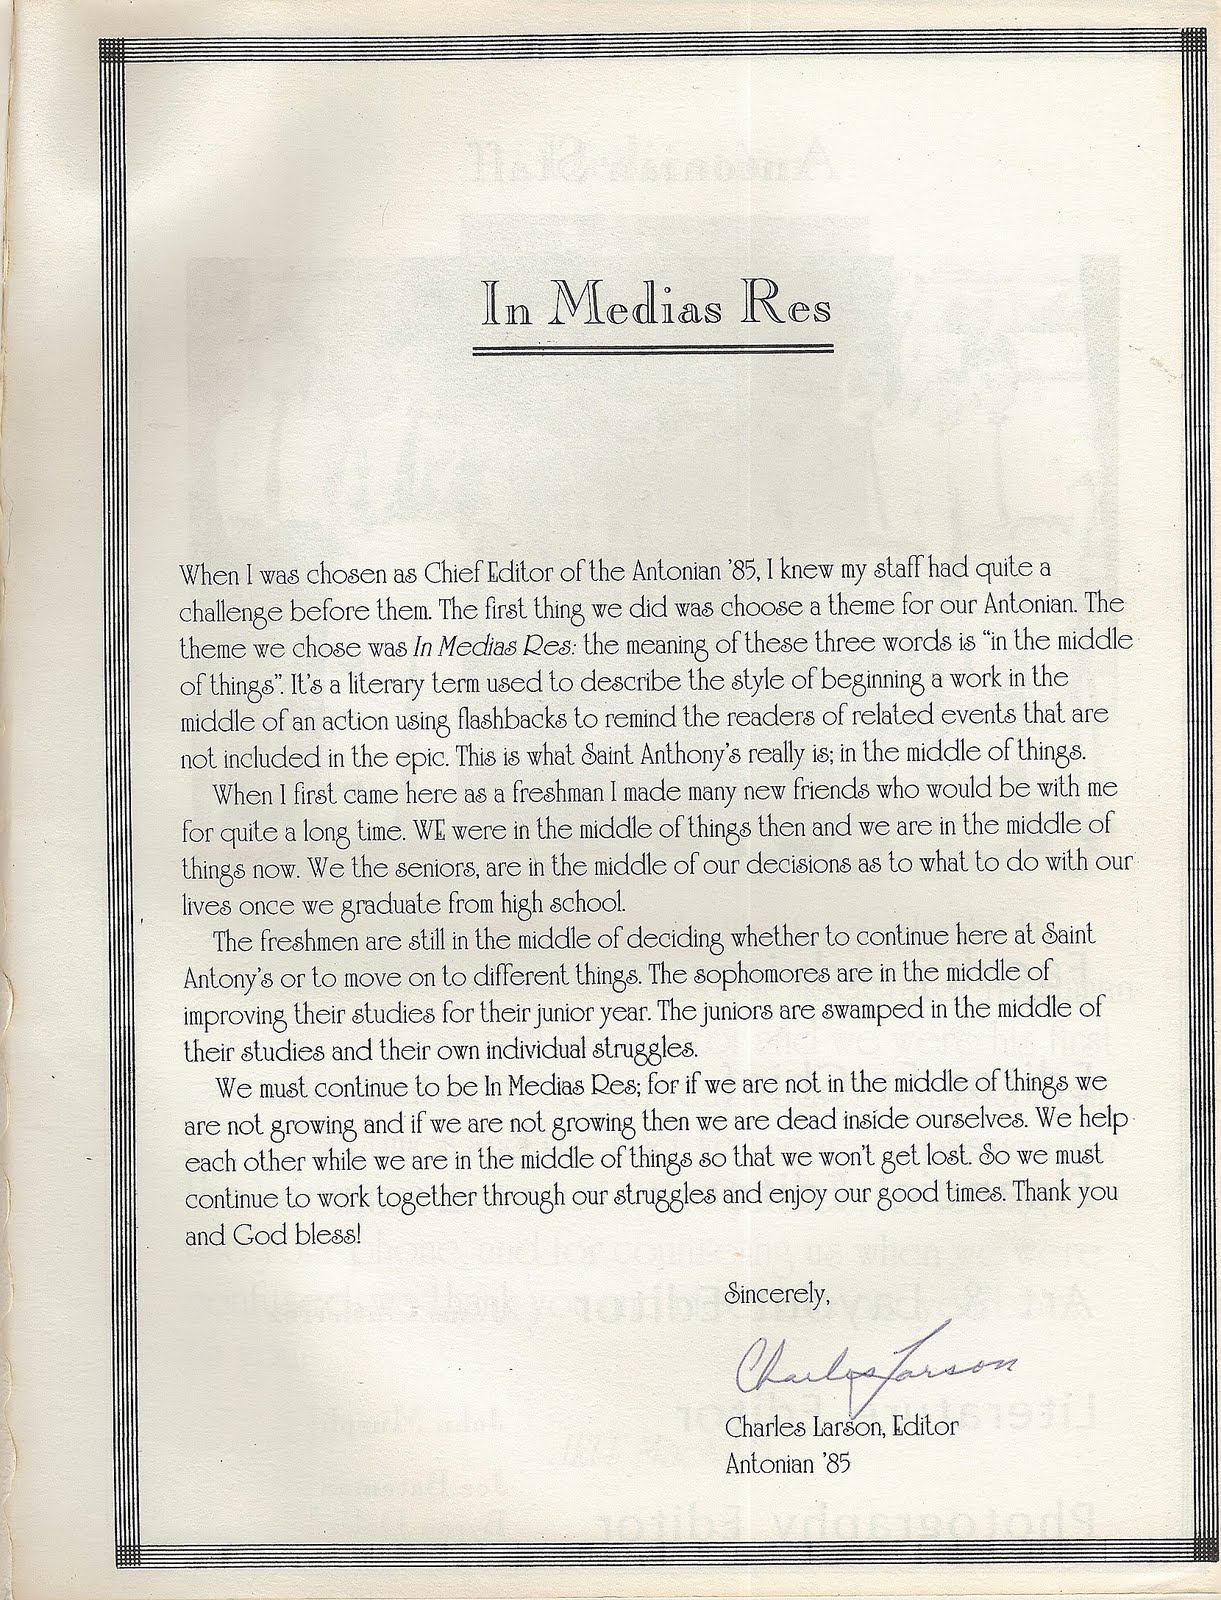 In Medias Res
When I was chosen as Chief Editor of the Antonian '85, I knew my staff had quite a
challenge before them. The first thing we did was choose a theme for our Antonian. The
theme we chose was In Medias Res: the meaning of these three words is “in the middle
of things”. It's a literary term used to describe the style of beginning a work in the
middle of an action using flashbacks to remind the readers of related events that are
not included in the epic. This is what Saint Anthony's really is; in the middle of things.
When I first came here as a freshman I made many new friends who would be with me
for quite a long time. WE were in the middle of things then and we are in the middle of
things now. We the seniors, are in the middle of our decisions as to what to do with our
lives once we graduate from high school.
The freshmen are still in the middle of deciding whether to continue here at Saint
Antony's or to move on to different things. The sophomores are in the middle of
improving their studies for their junior year. The juniors are swamped in the middle of
their studies and their own individual struggles.
We must continue to be In Medias Res; for if we are not in the middle of things we
are not growing and if we are not growing then we are dead inside ourselves. We help
each other while we are in the middle of things so that we won't get lost. So we must
continue to work together through our struggles and enjoy our good times. Thank you
and God bless!
Sincerely,
Charles Larson
Charles Larson, Editor
Antonian '85